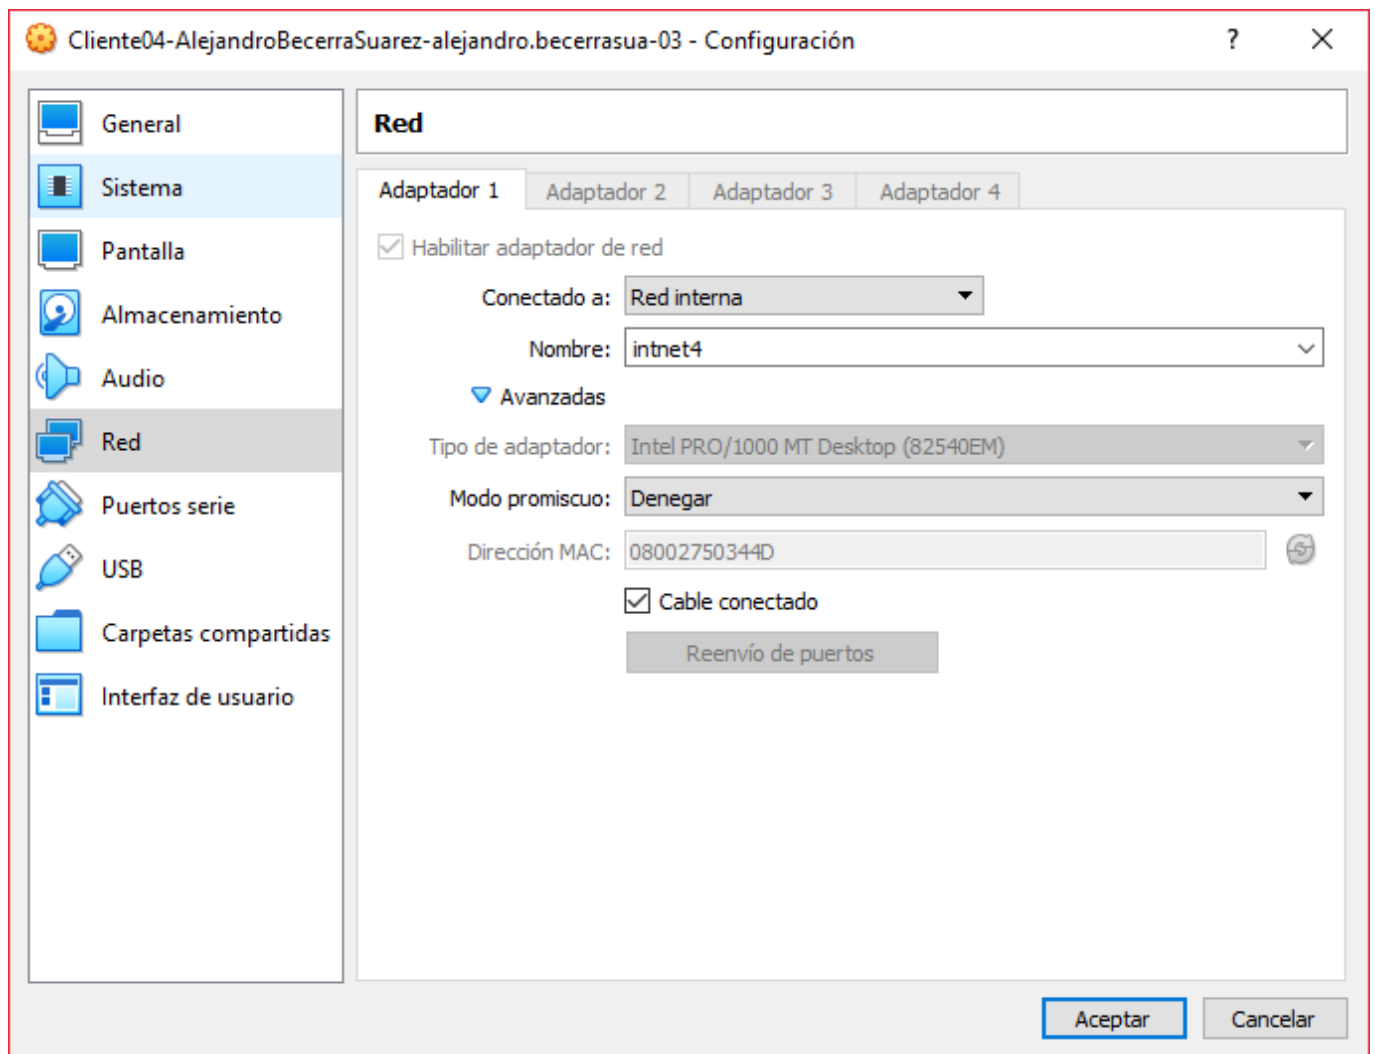 Cliente04-AlejandroBecerraSuarez-alejandro.becerrasua-03 - Configuración
?
General
Sistema
Pantalla
Almacenamiento
Audio
Red
Puertos serie
USB
Carpetas compartidas
Interfaz de usuario
Red
Adaptador 1 Adaptador 2 Adaptador 3 Adaptador 4
Habilitar adaptador de red
Conectado a: Red interna
Nombre: intnet4
Avanzadas
Tipo de adaptador: Intel PRO/1000 MT Desktop (82540EM)
Modo promiscuo: Denegar
Dirección MAC: 08002750344D
Cable conectado
Reenvío de puertos
Aceptar Cancelar